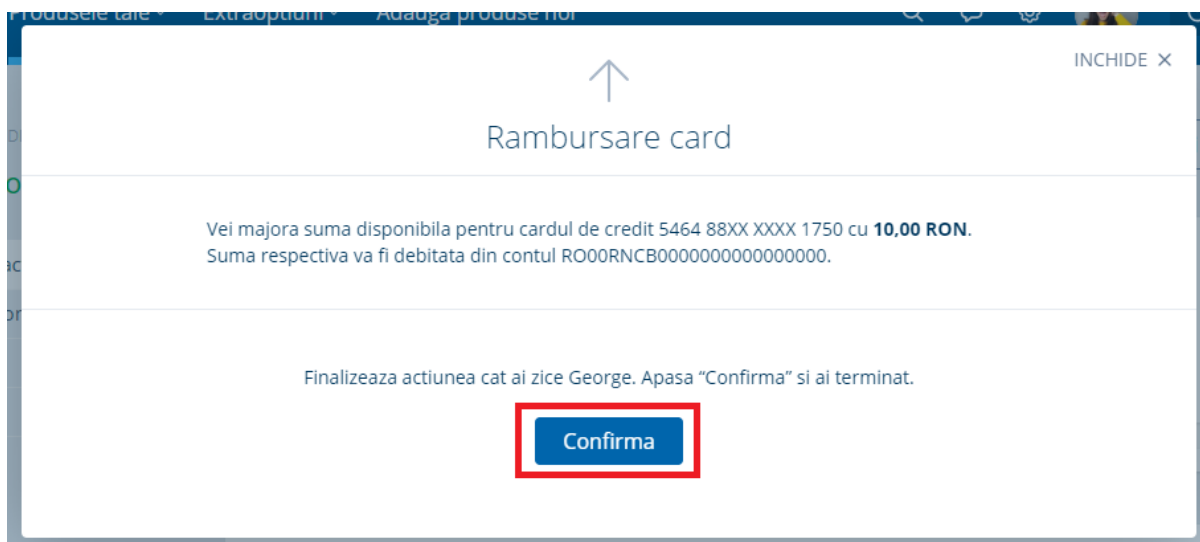 Produsele tale Extraoptiuni Adauga produse noi
INCHIDE ×
Rambursare card
Vei majora suma disponibila pentru cardul de credit 5464 88XX XXXX 1750 cu 10,00 RON.
Suma respectiva va fi debitata din contul RO00RNCB0000000000000000.
Finalizeaza actiunea cat ai zice George. Apasa “Confirma” si ai terminat.
Confirma